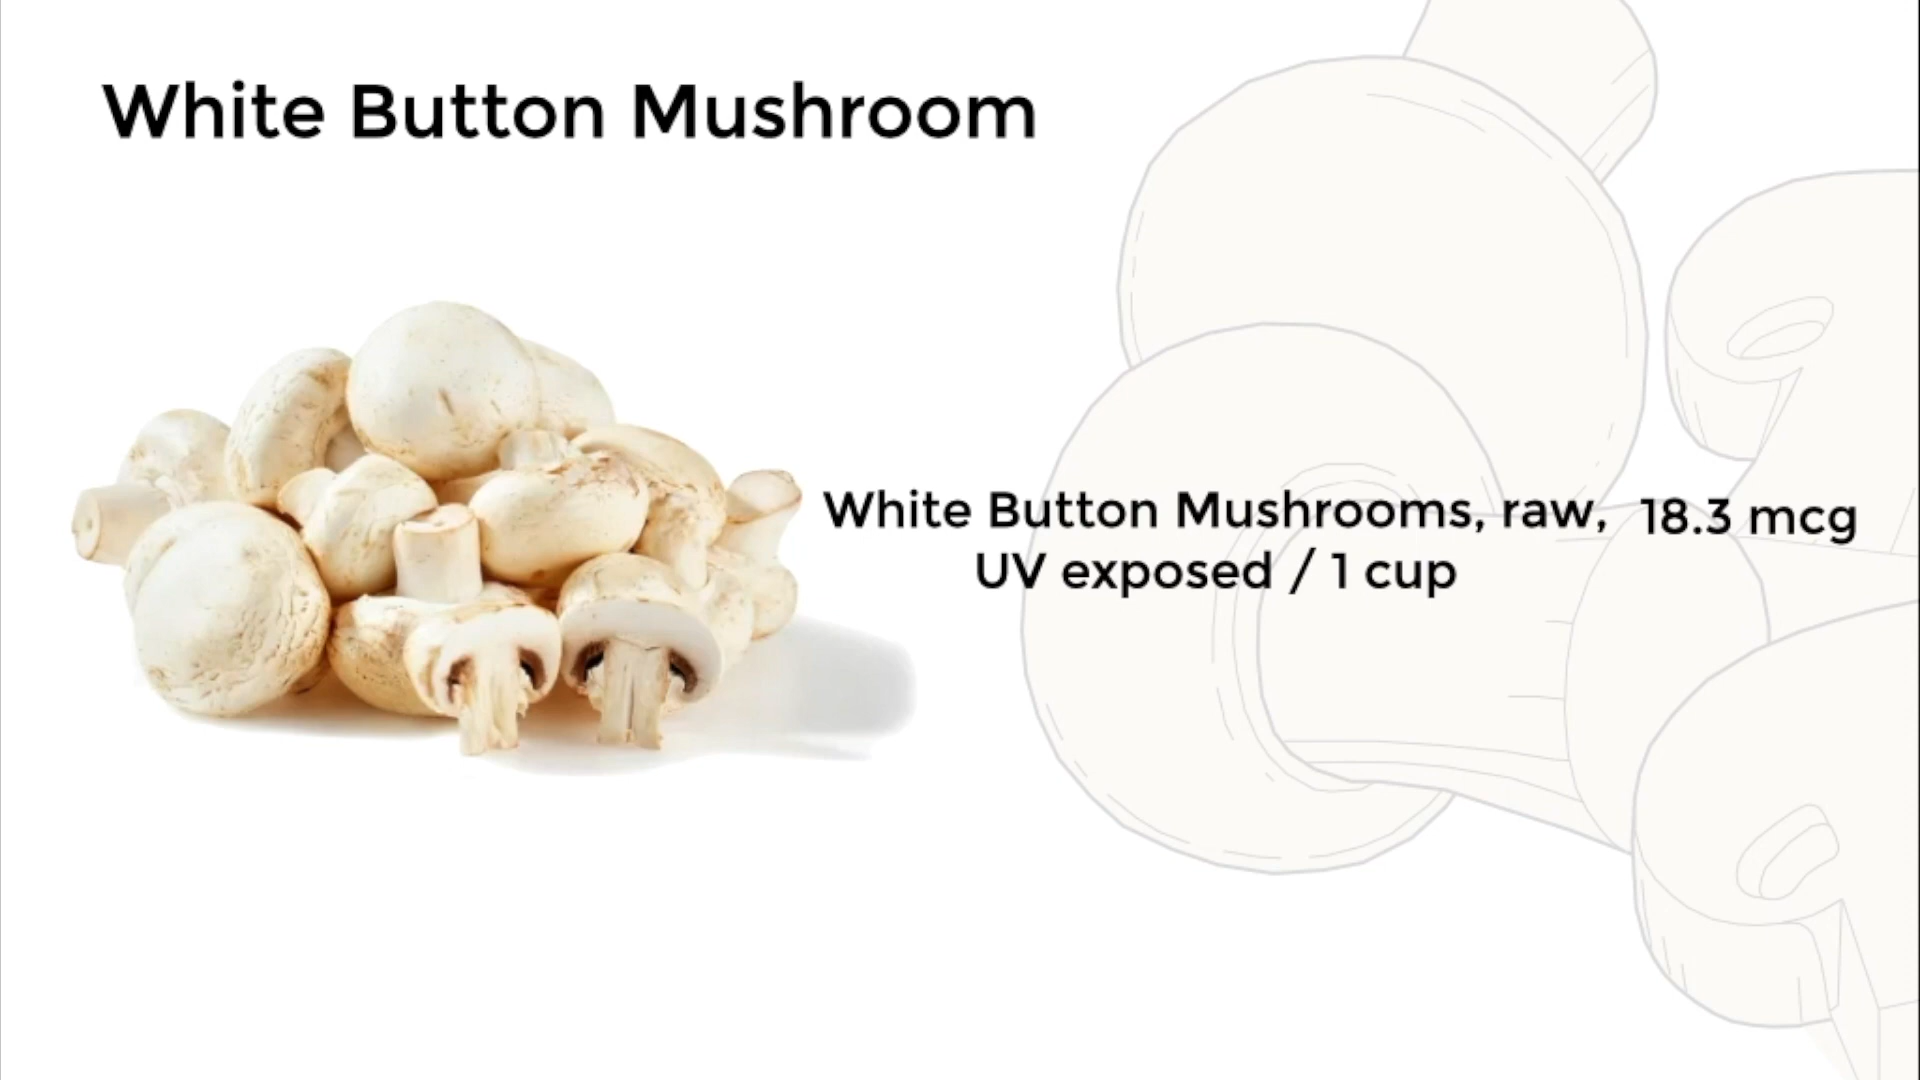 White Button Mushroom
White Button Mushrooms, raw, 18.3 mcg
UV exposed / 1 cup